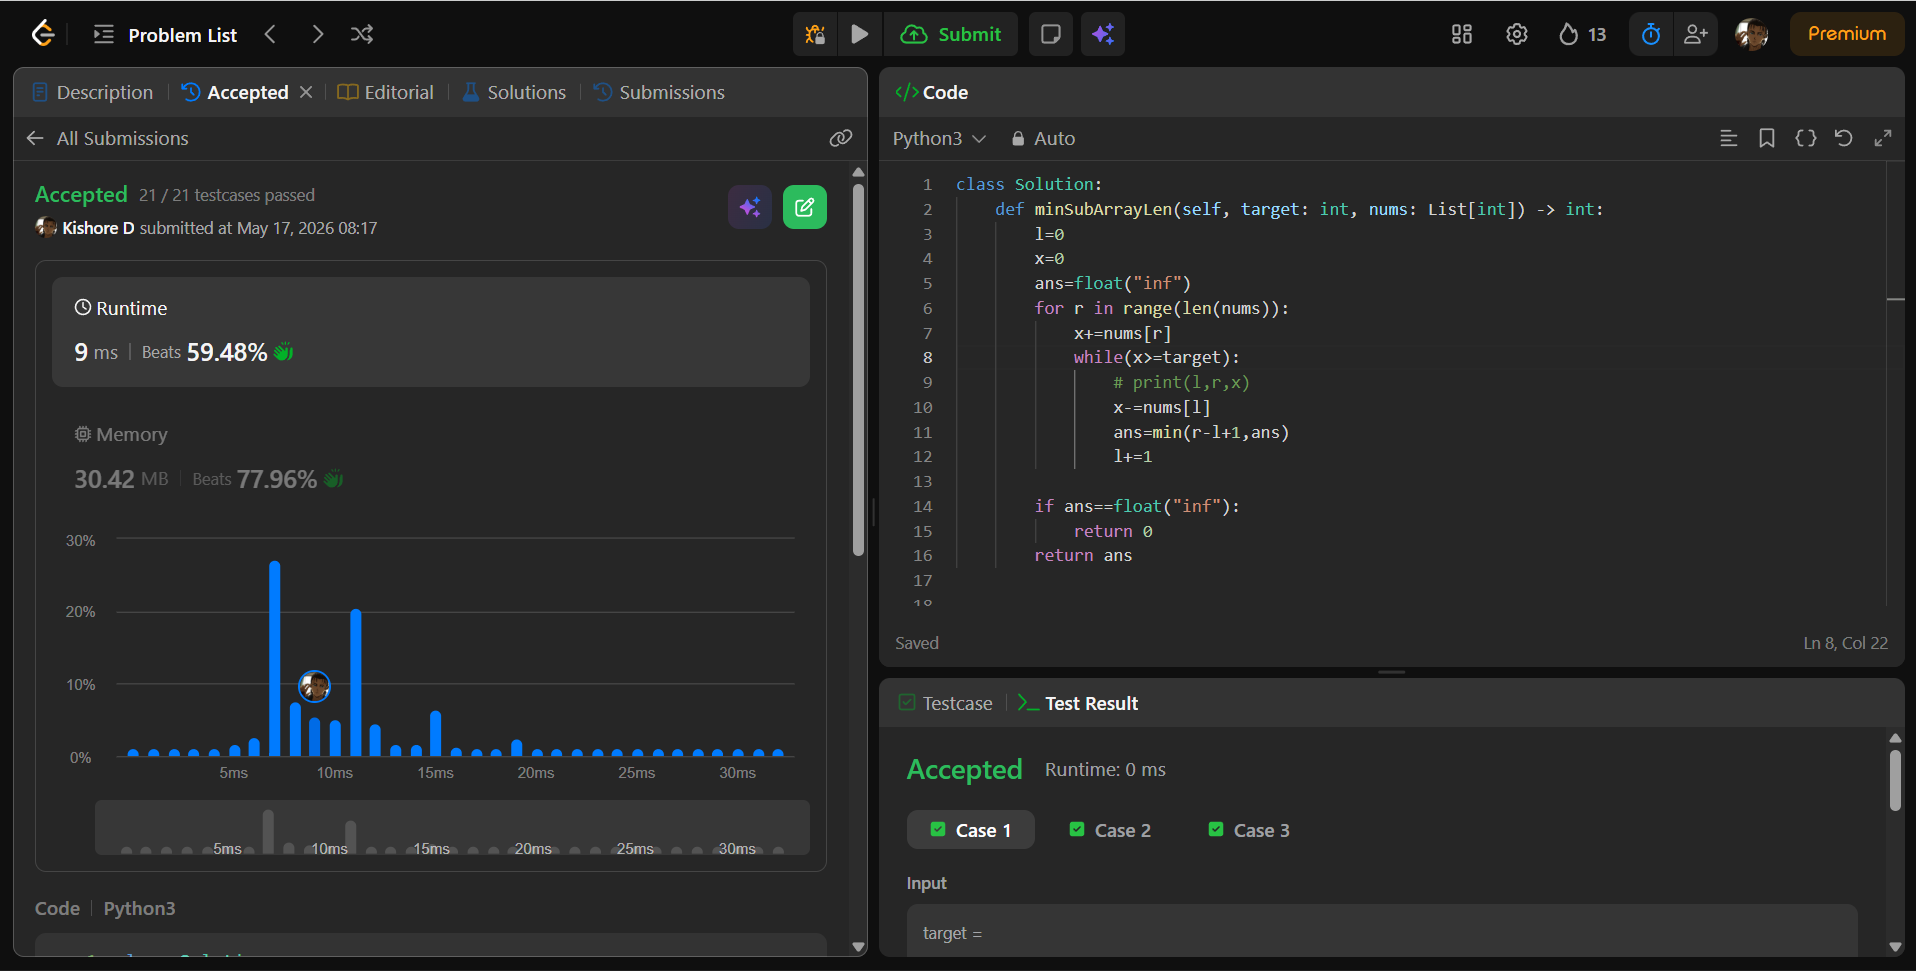 Problem List
Submit
13
Premium
Description
Accepted
Editorial
Solutions
Submissions
All Submissions
Accepted 21 / 21 testcases passed
Kishore D submitted at May 17, 2026 08:17
Runtime
9 ms | Beats 59.48%
Memory
30.42 MB | Beats 77.96%
30%
20%
10%
0%
5ms 10ms 15ms 20ms 25ms 30ms
5ms 10ms 15ms 20ms 25ms 30ms
Code | Python3
</> Code
Python3 Auto
1 class Solution:
2 def minSubArrayLen(self, target: int, nums: List[int]) -> int:
3 l=0
4 x=0
5 ans=float("inf")
6 for r in range(len(nums)):
7 x+=nums[r]
8 while(x>=target):
9 # print(l,r,x)
10 x-=nums[l]
11 ans=min(r-l+1,ans)
12 l+=1
13
14 if ans==float("inf"):
15 return 0
16 return ans
17
18
Saved
Ln 8, Col 22
Testcase
Test Result
Accepted Runtime: 0 ms
Case 1 Case 2 Case 3
Input
target =